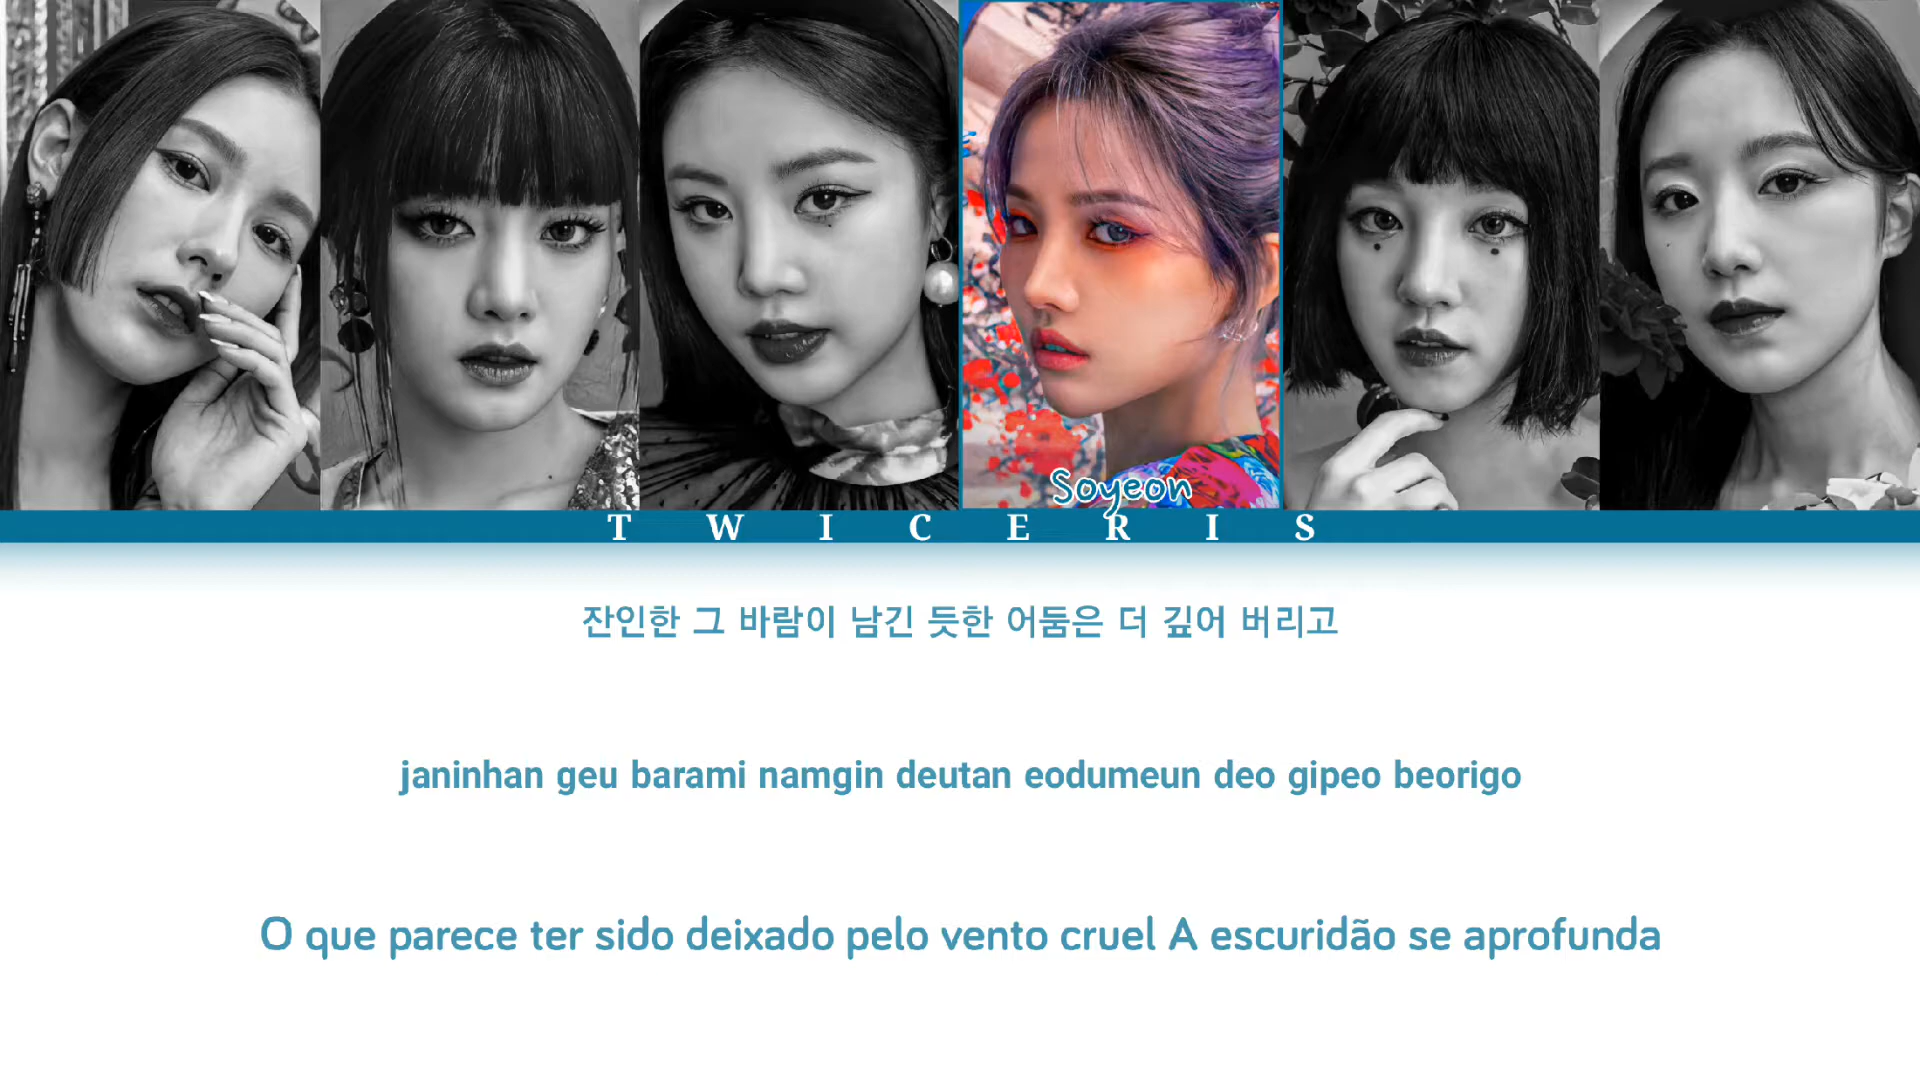 Soyeon
TWICERIS
잔인한 그 바람이 남긴 듯한 어둠은 더 깊어 버리고
janinhan geu barami namgin deutan eodumeun deo gipeo beorigo
O que parece ter sido deixado pelo vento cruel A escuridão se aprofunda